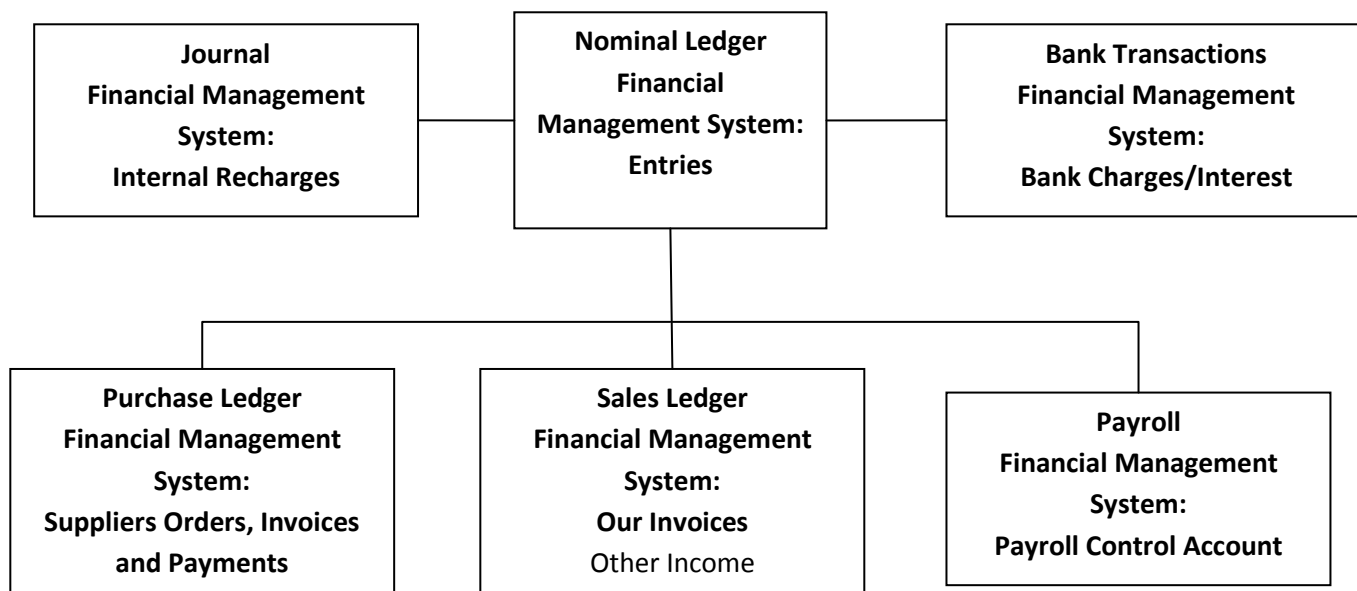 Journal
Financial Management
System:
Internal Recharges
Nominal Ledger
Financial
Management System:
Entries
Bank Transactions
Financial Management
System:
Bank Charges/Interest
Purchase Ledger
Financial Management
System:
Suppliers Orders, Invoices
and Payments
Sales Ledger
Financial Management
System:
Our Invoices
Other Income
Payroll
Financial Management
System:
Payroll Control Account